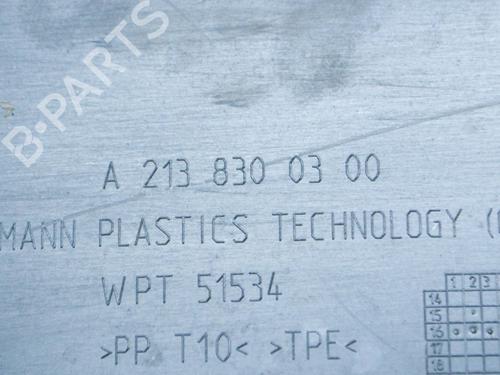 B-PARTS
A 213 830 03 00
MANN PLASTICS TECHNOLOGY (
WPT 51534
>PP T10< >TPE<
1 2 3
14
15
16
17
18